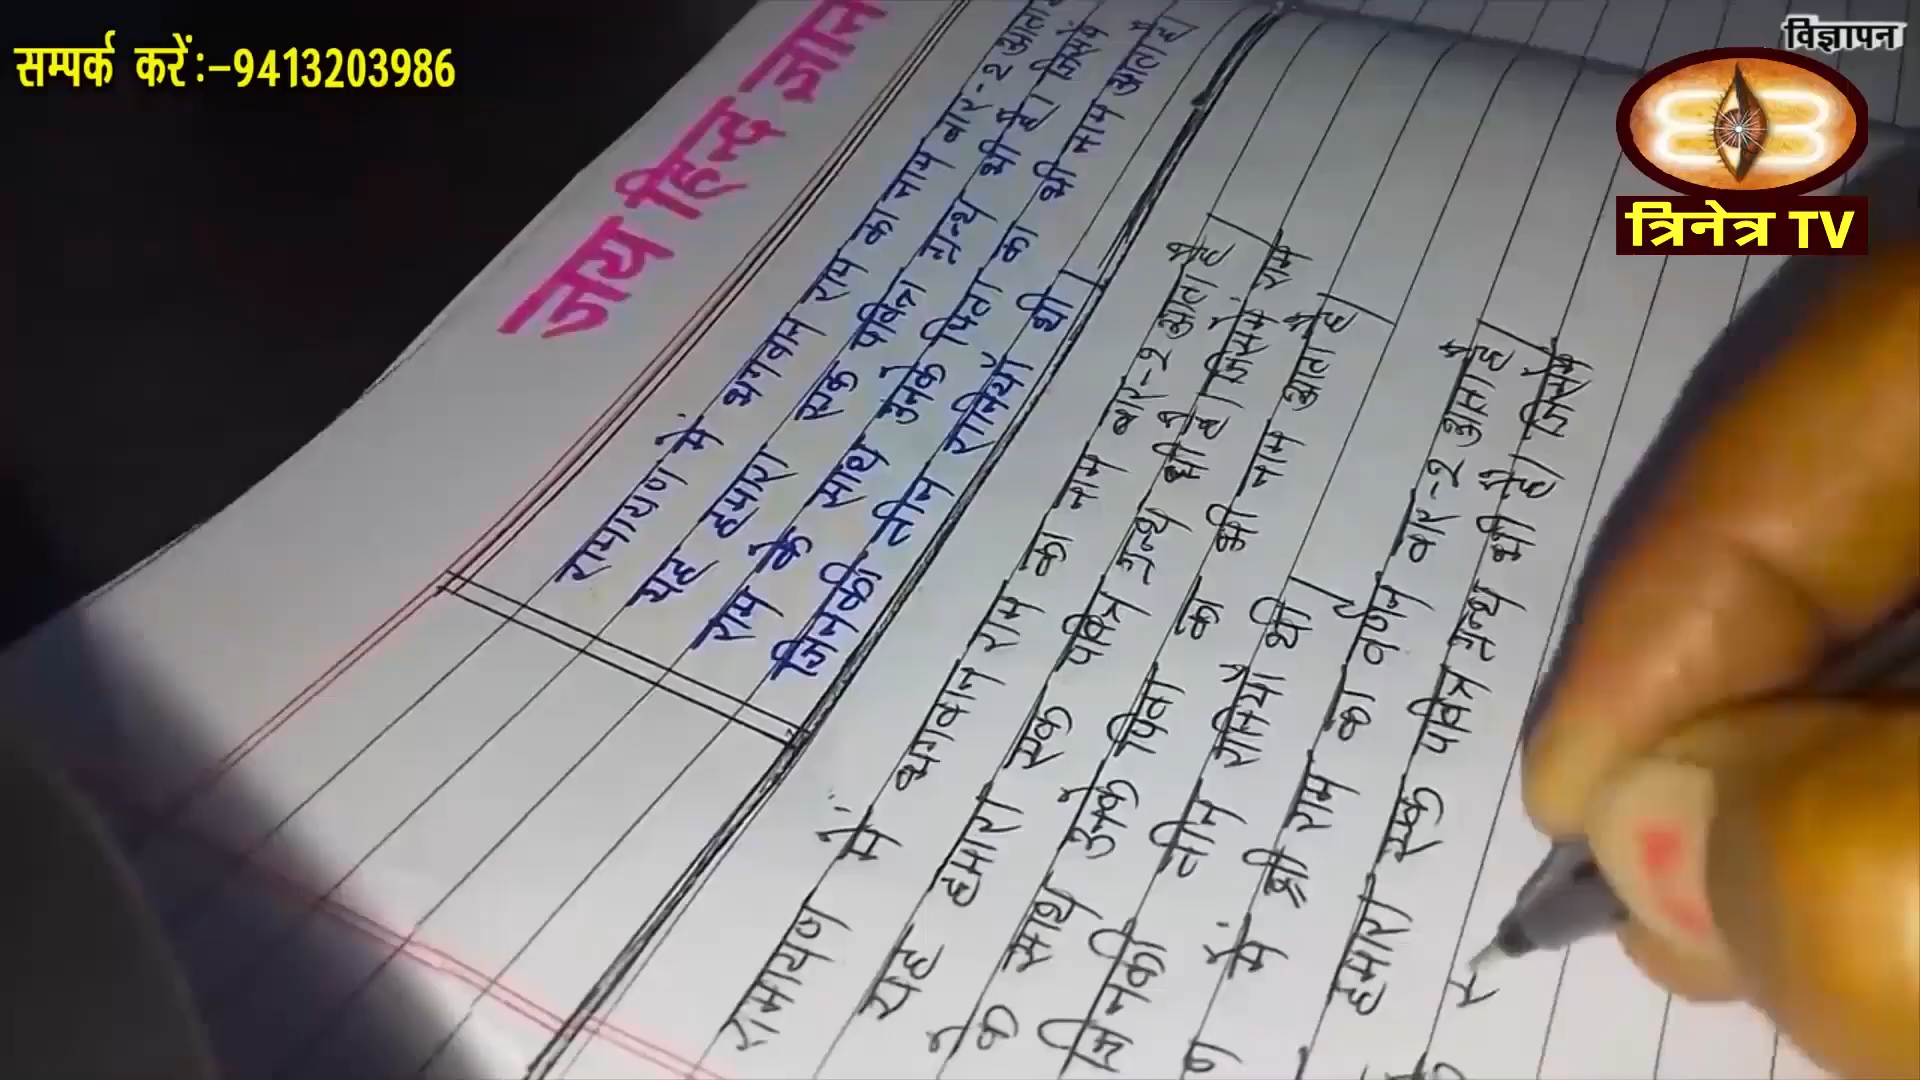 सम्पर्क करें:-9413203986
विज्ञापन
त्रिनेत्र TV
जय हिन्द
रामायण में भगवान राम का नाम बार-2 आता
यह हमारा एक पवित्र ग्रन्थ भी है। जिसमें
राम के साथ उनके पिता का भी नाम आता है
जिनकी तीन रानियाँ थी।
रामायण में भगवान राम का नाम बार-2 आता है
यह हमारा एक पवित्र ग्रन्थ भी है। जिसमें राम
के साथ उनके पिता का भी नाम आता है
जिनकी तीन रानियाँ थी।
ण में श्री राम का वर्णन बार-2 आता है
हमारा एक पवित्र ग्रन्थ भी है। जिसमें